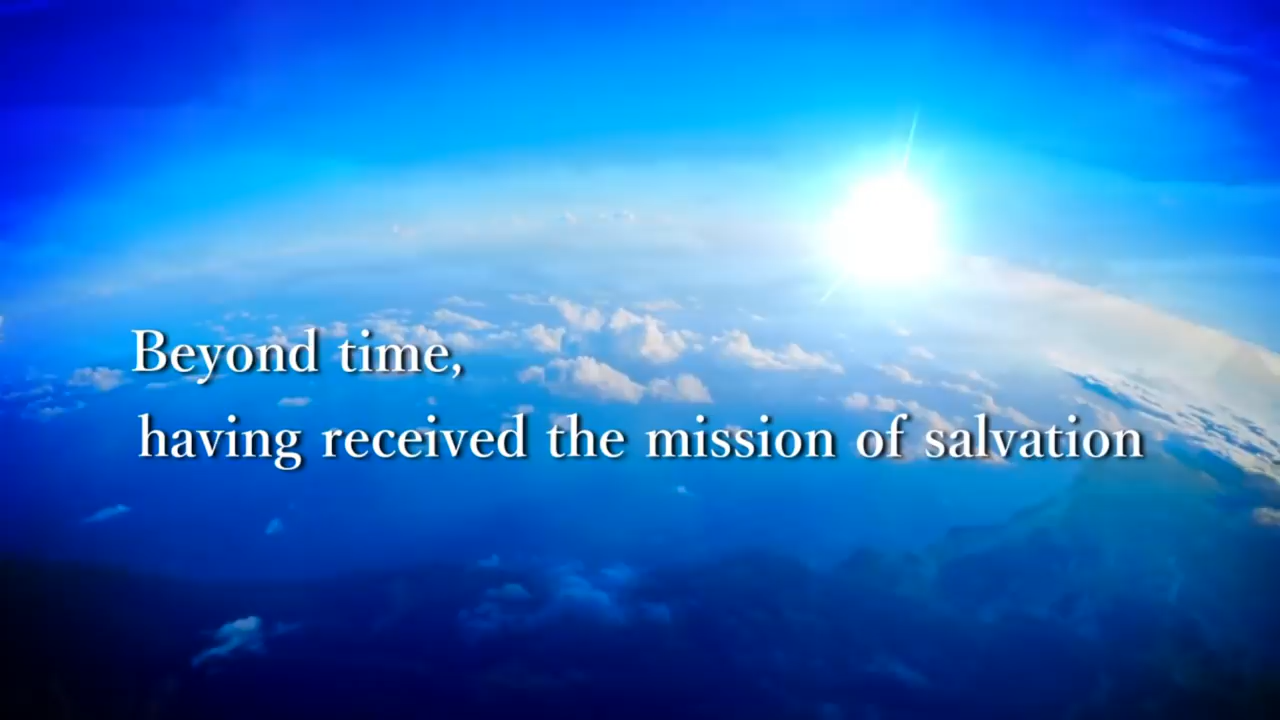 Beyond time,
having received the mission of salvation